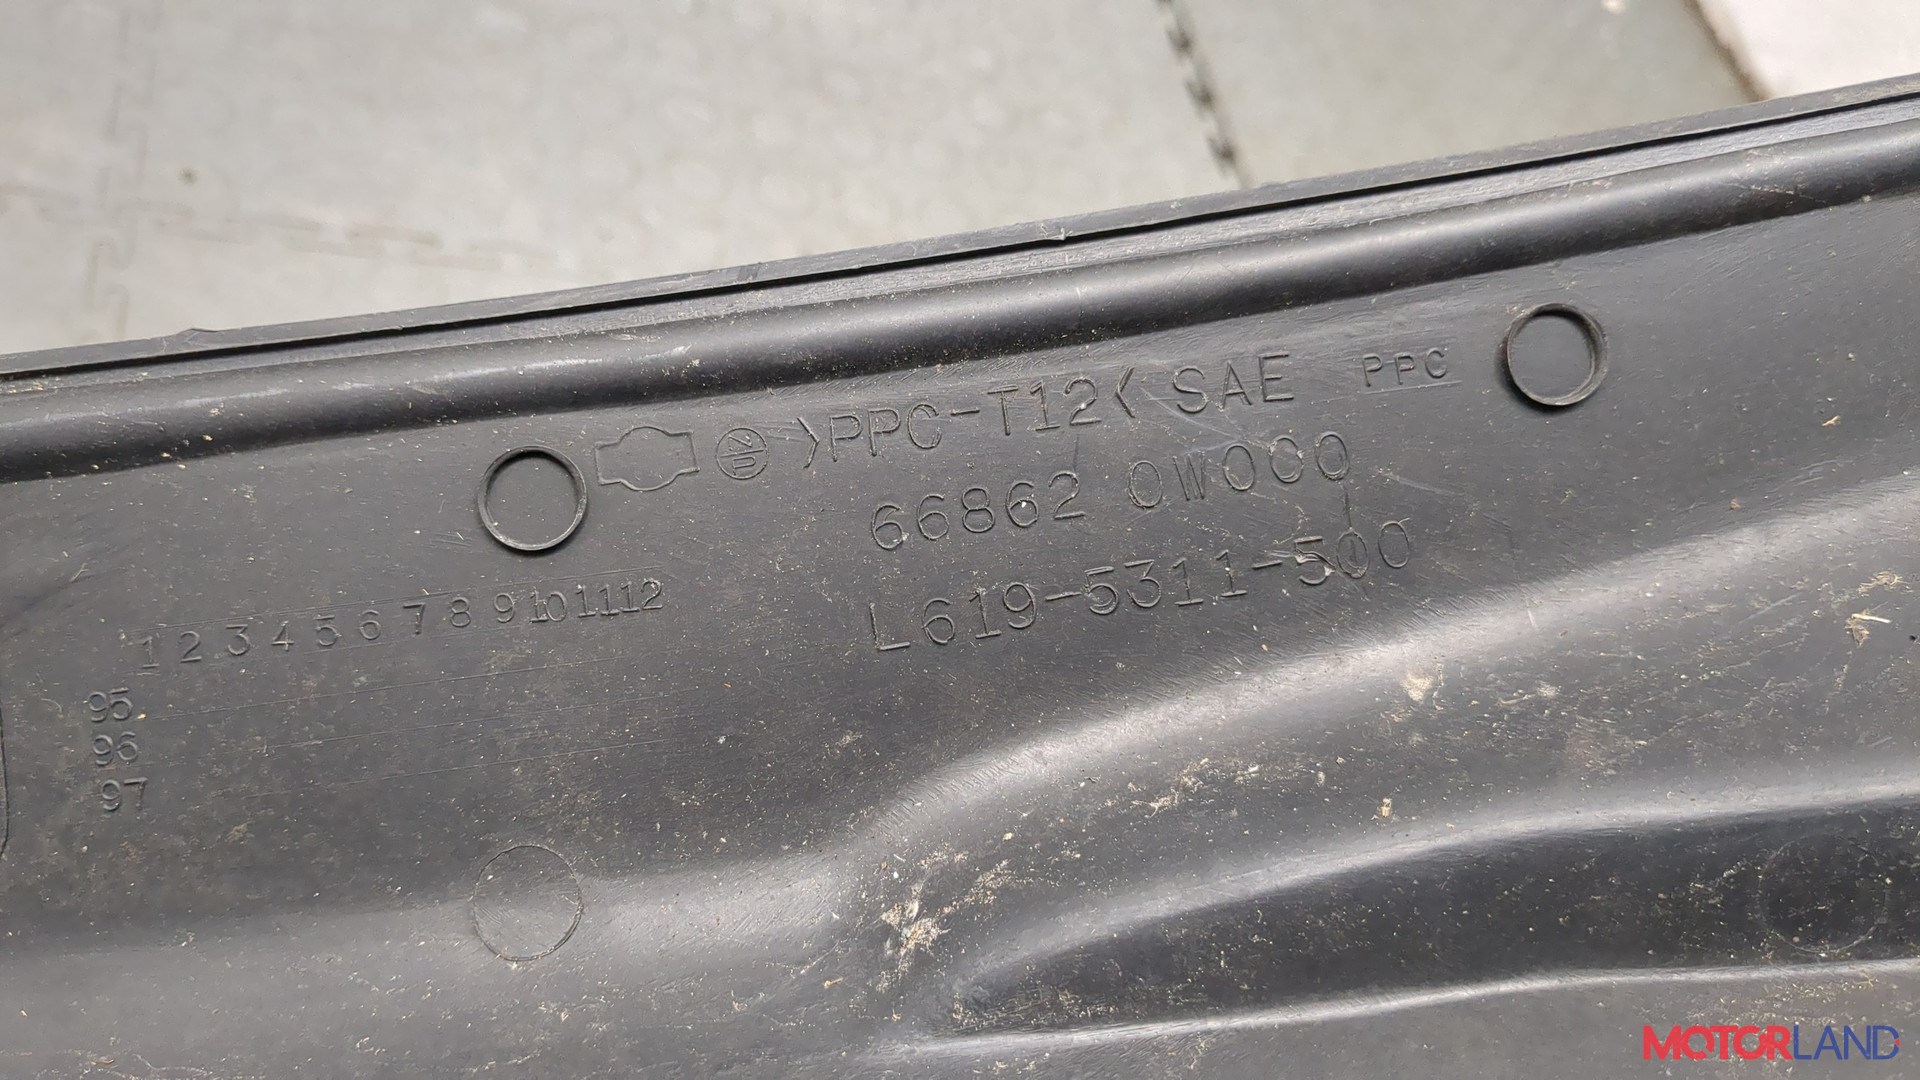 >PPC-T12< SAE PPC
66862 0W000
L619-5311-500
1 2 3 4 5 6 7 8 9 10 11 12
95
96
97
MOTORLAND